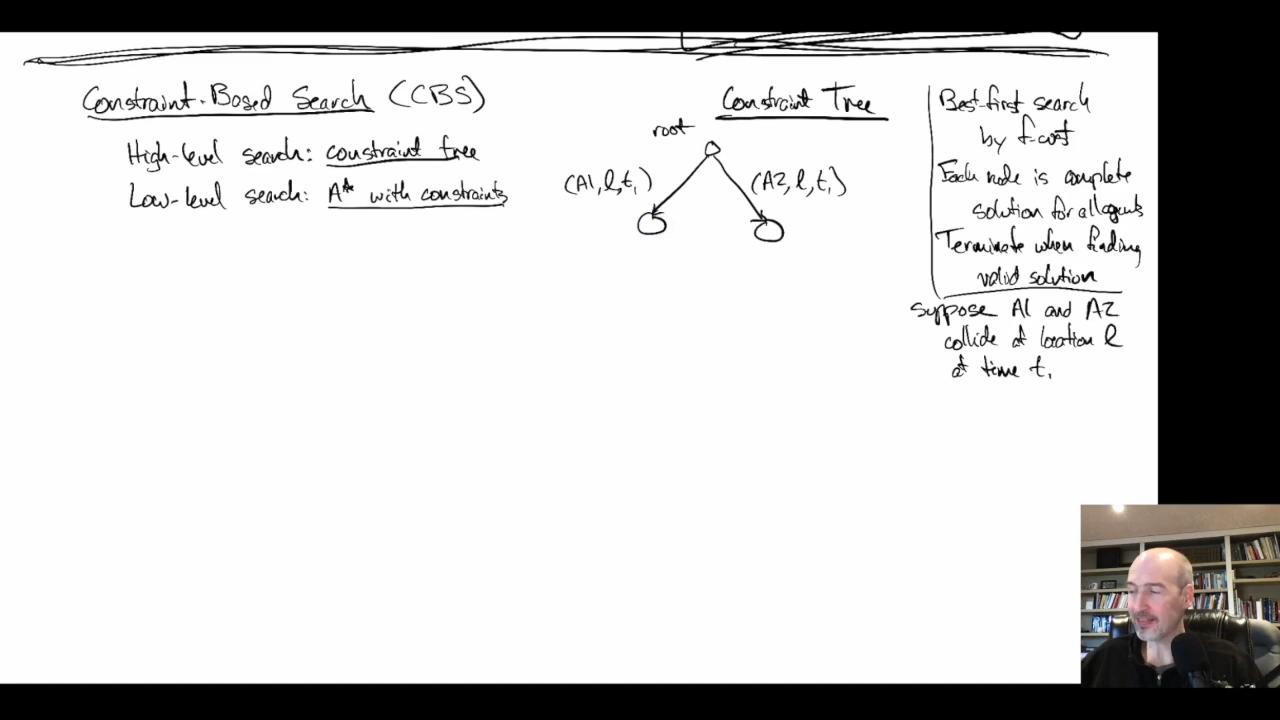 Constraint-Based Search (CBS)
High-level search: constraint tree
Low-level search: A* with constraints
Constraint Tree
root
(A1, l, t₁)
(A2, l, t₁)
Best-first search
by f-cost
Each node is complete
solution for all agents
Terminate when finding
valid solution
suppose A1 and A2
collide at location l
at time t₁